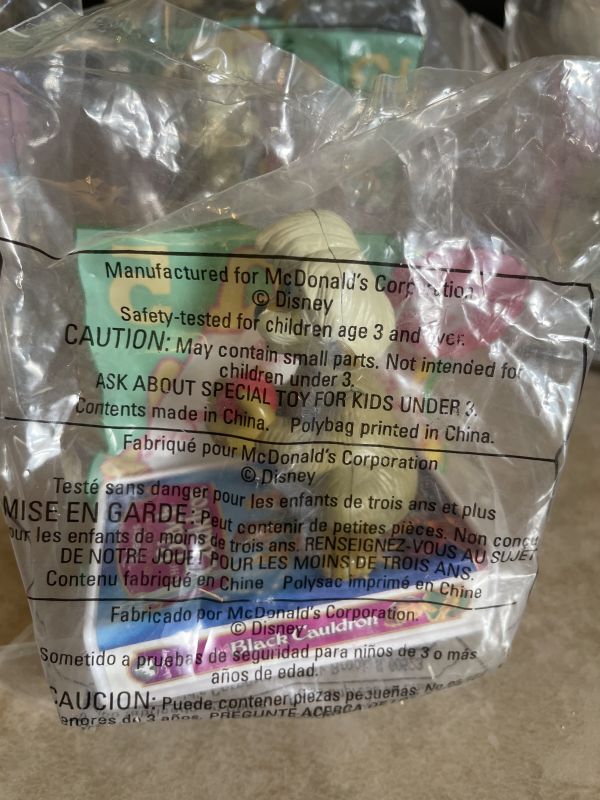 Manufactured for McDonald's Corporation
© Disney
Safety-tested for children age 3 and over.
CAUTION: May contain small parts. Not intended for
children under 3.
ASK ABOUT SPECIAL TOY FOR KIDS UNDER 3.
Contents made in China. Polybag printed in China.
Fabriqué pour McDonald's Corporation
© Disney
Testé sans danger pour les enfants de trois ans et plus
MISE EN GARDE: Peut contenir de petites pièces. Non conçu
pour les enfants de moins de trois ans. RENSEIGNEZ-VOUS AU SUJET
DE NOTRE JOUET POUR LES MOINS DE TROIS ANS.
Contenu fabriqué en Chine Polysac imprimé en Chine
Fabricado por McDonald's Corporation.
© Disney
Black Cauldron
Sometido a pruebas de seguridad para niños de 3 o más
años de edad.
CAUCION: Puede contener piezas pequeñas. No es
enores de 3 años. PREGUNTE ACERCA DE